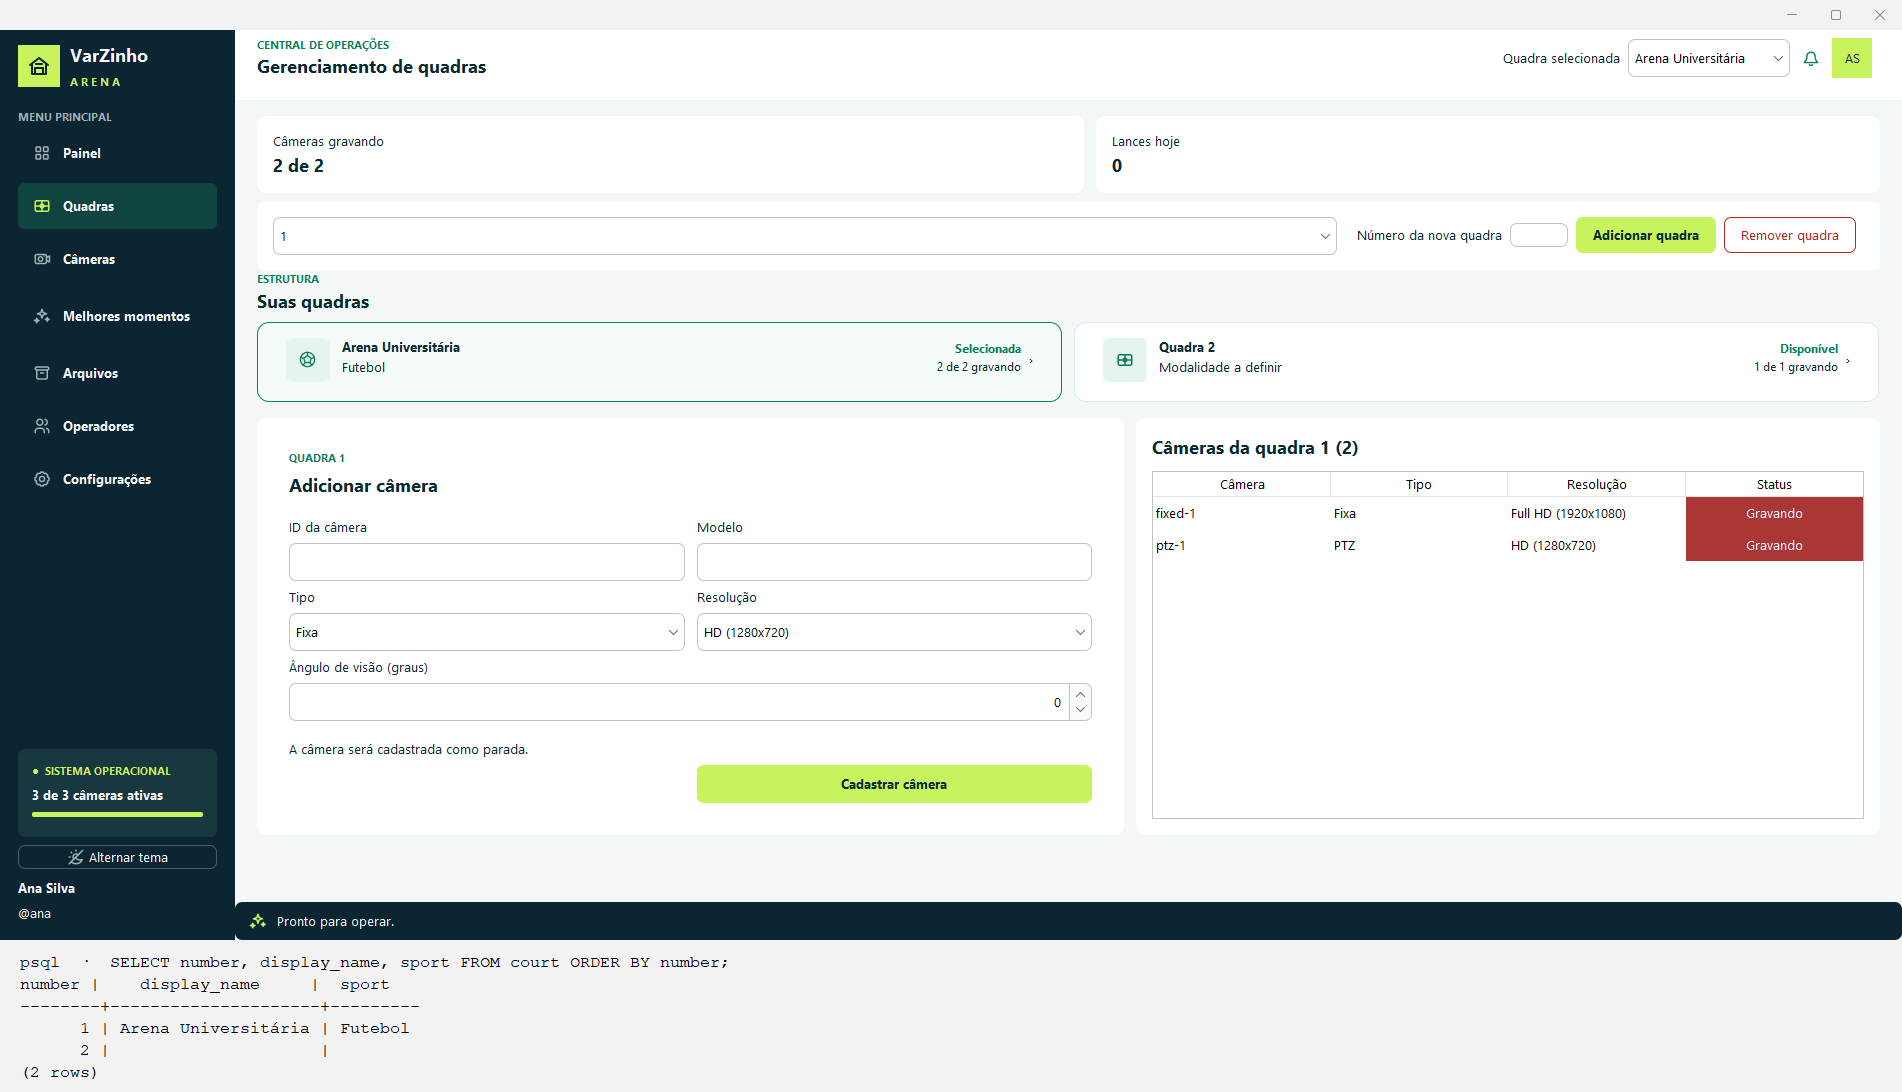 VarZinho
ARENA
MENU PRINCIPAL
Painel
Quadras
Câmeras
Melhores momentos
Arquivos
Operadores
Configurações
● SISTEMA OPERACIONAL
3 de 3 câmeras ativas
Alternar tema
Ana Silva
@ana
CENTRAL DE OPERAÇÕES
Gerenciamento de quadras
Quadra selecionada
Arena Universitária
AS
Câmeras gravando
2 de 2
Lances hoje
0
1
Número da nova quadra
Adicionar quadra
Remover quadra
ESTRUTURA
Suas quadras
Arena Universitária
Futebol
Selecionada
2 de 2 gravando
Quadra 2
Modalidade a definir
Disponível
1 de 1 gravando
QUADRA 1
Adicionar câmera
ID da câmera
Modelo
Tipo
Resolução
Fixa
HD (1280x720)
Ângulo de visão (graus)
0
A câmera será cadastrada como parada.
Cadastrar câmera
Câmeras da quadra 1 (2)
Câmera Tipo Resolução Status
fixed-1 Fixa Full HD (1920x1080) Gravando
ptz-1 PTZ HD (1280x720) Gravando
Pronto para operar.
psql · SELECT number, display_name, sport FROM court ORDER BY number;
number | display_name | sport
--------+---------------------+---------
1 | Arena Universitária | Futebol
2 | |
(2 rows)